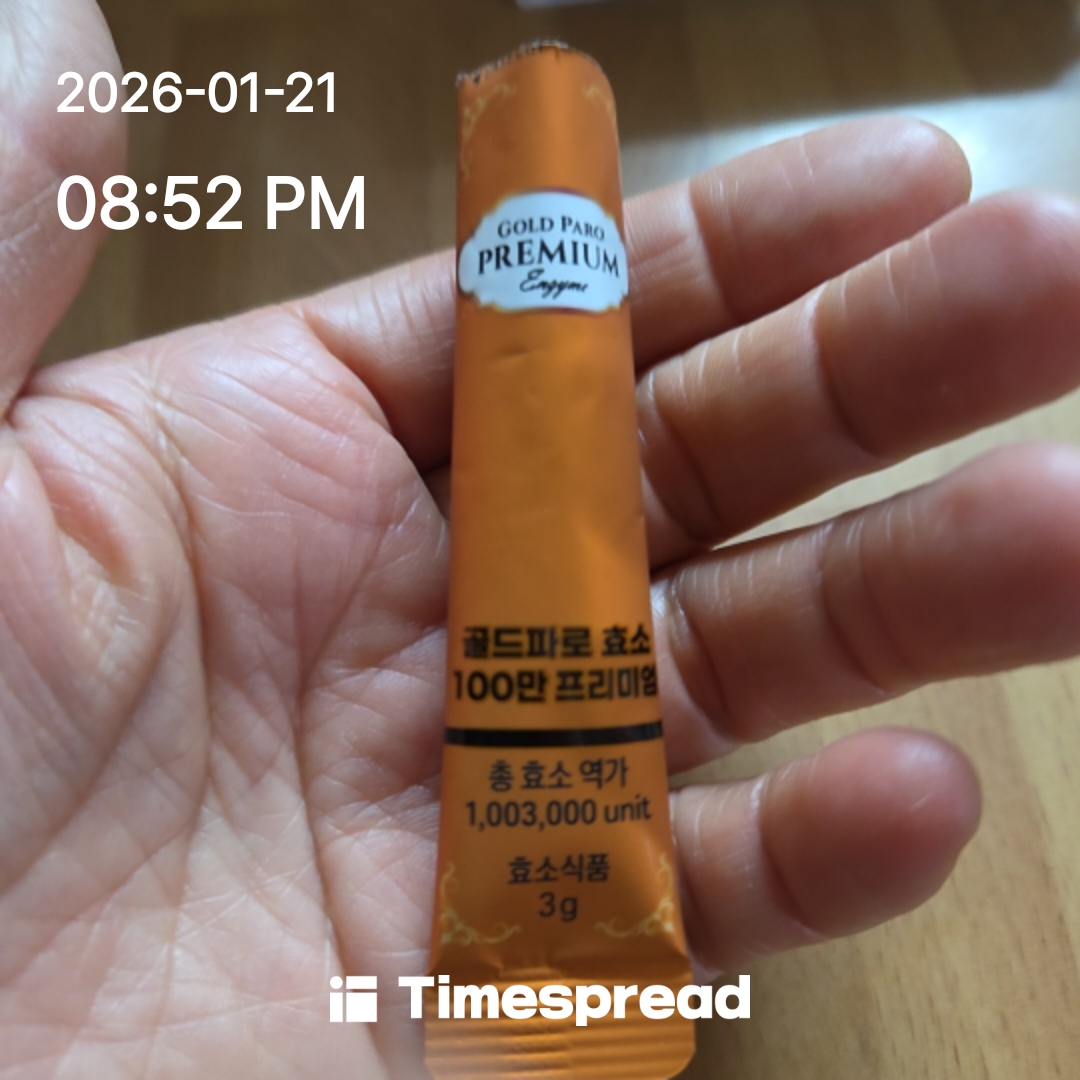 2026-01-21
08:52 PM
GOLD PARO
PREMIUM
Enzyme
골드파로 효소
100만 프리미엄
총 효소 역가
1,003,000 unit
효소식품
3g
Timespread